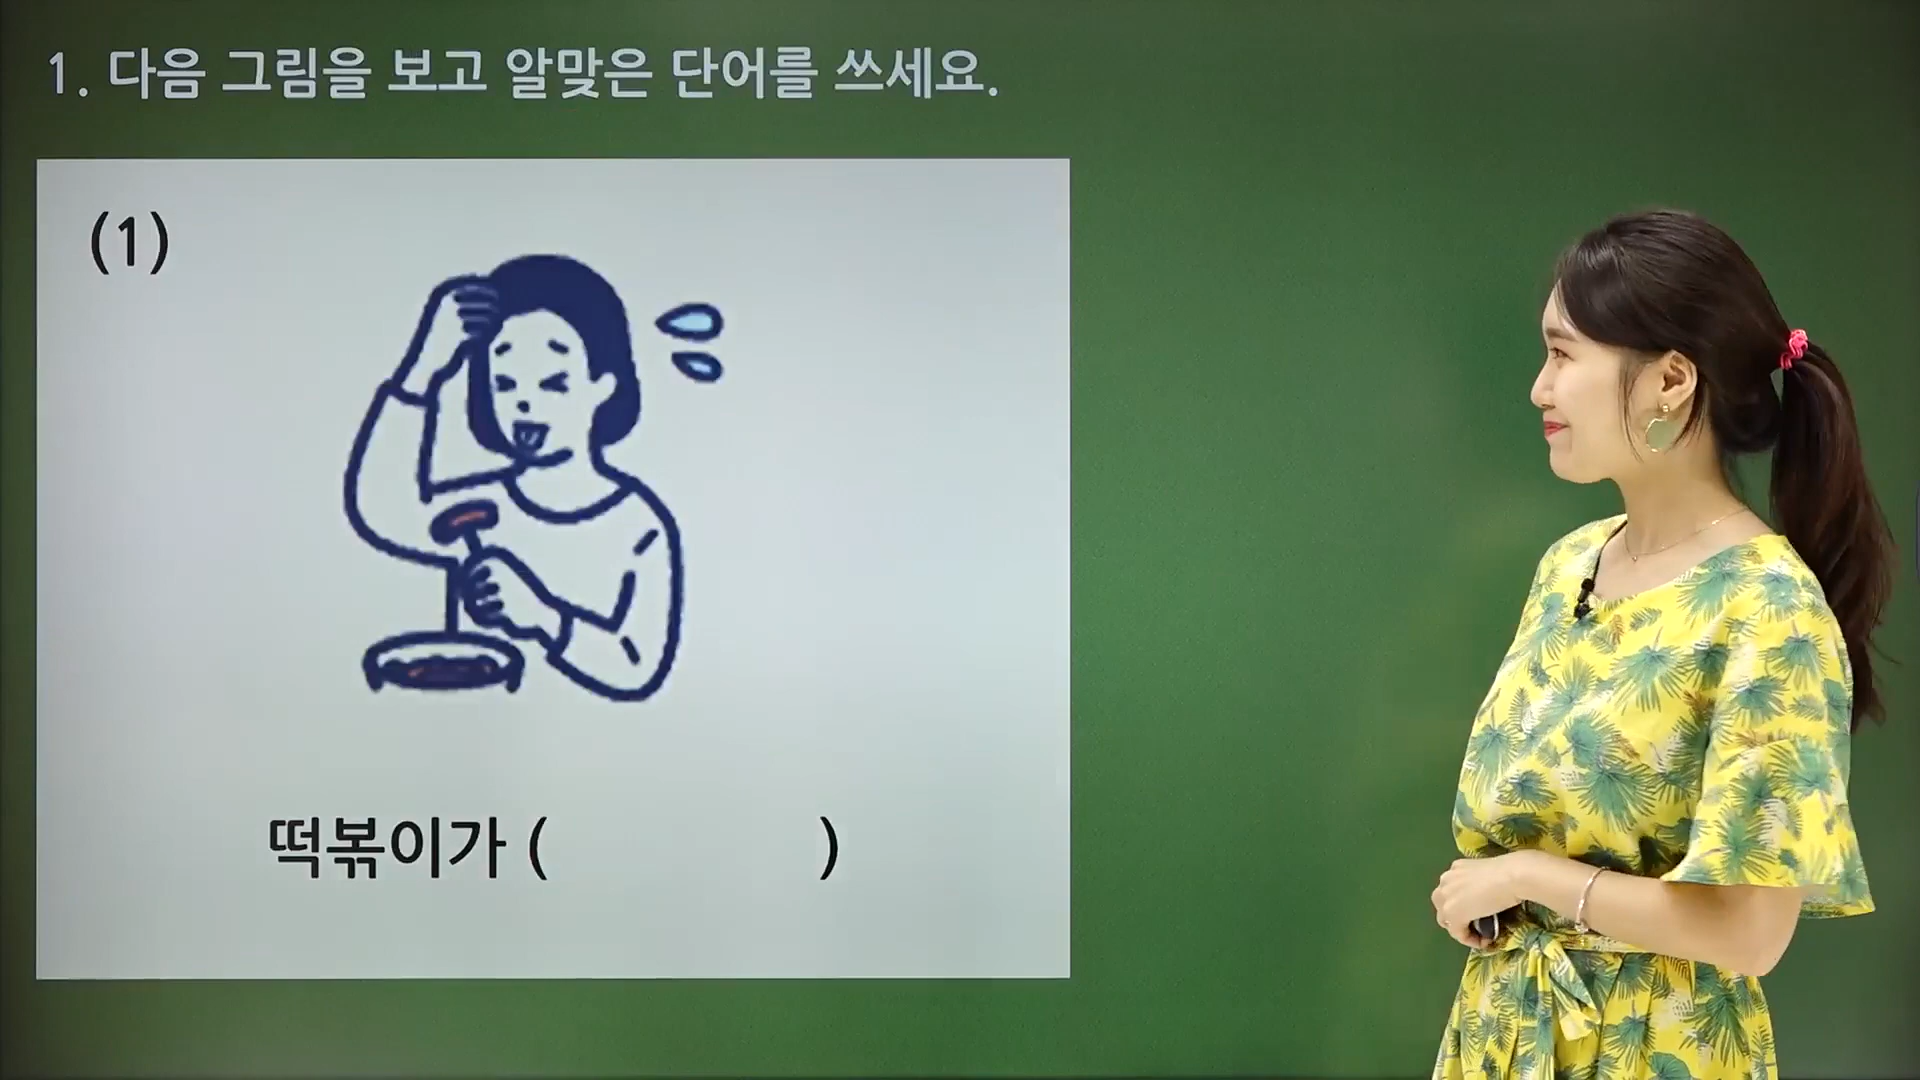 1. 다음 그림을 보고 알맞은 단어를 쓰세요.
(1)
떡볶이가 (                )